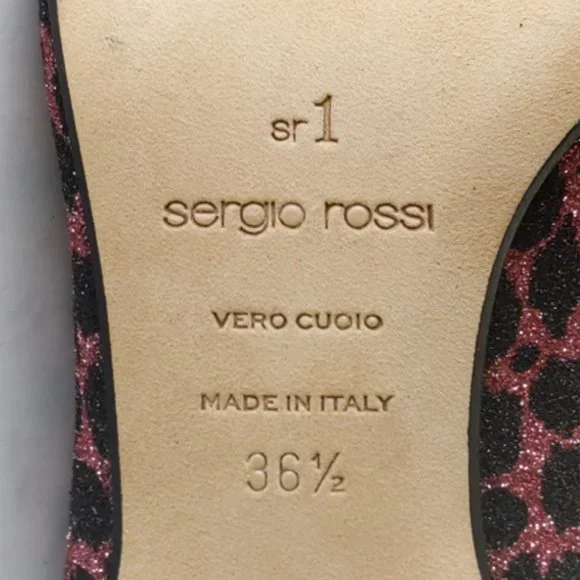 sr1
sergio rossi
VERO CUOIO
MADE IN ITALY
36½